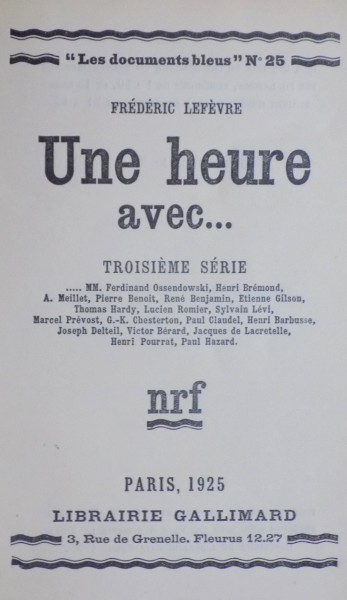 "Les documents bleus" N° 25
FRÉDÉRIC LEFÈVRE
Une heure
avec...
TROISIÈME SÉRIE
..... MM. Ferdinand Ossendowski, Henri Brémond,
A. Meillet, Pierre Benoit, René Benjamin, Etienne Gilson,
Thomas Hardy, Lucien Romier, Sylvain Lévi,
Marcel Prévost, G.-K. Chesterton, Paul Claudel, Henri Barbusse,
Joseph Delteil, Victor Bérard, Jacques de Lacretelle,
Henri Pourrat, Paul Hazard.
nrf
PARIS, 1925
LIBRAIRIE GALLIMARD
3, Rue de Grenelle. Fleurus 12.27